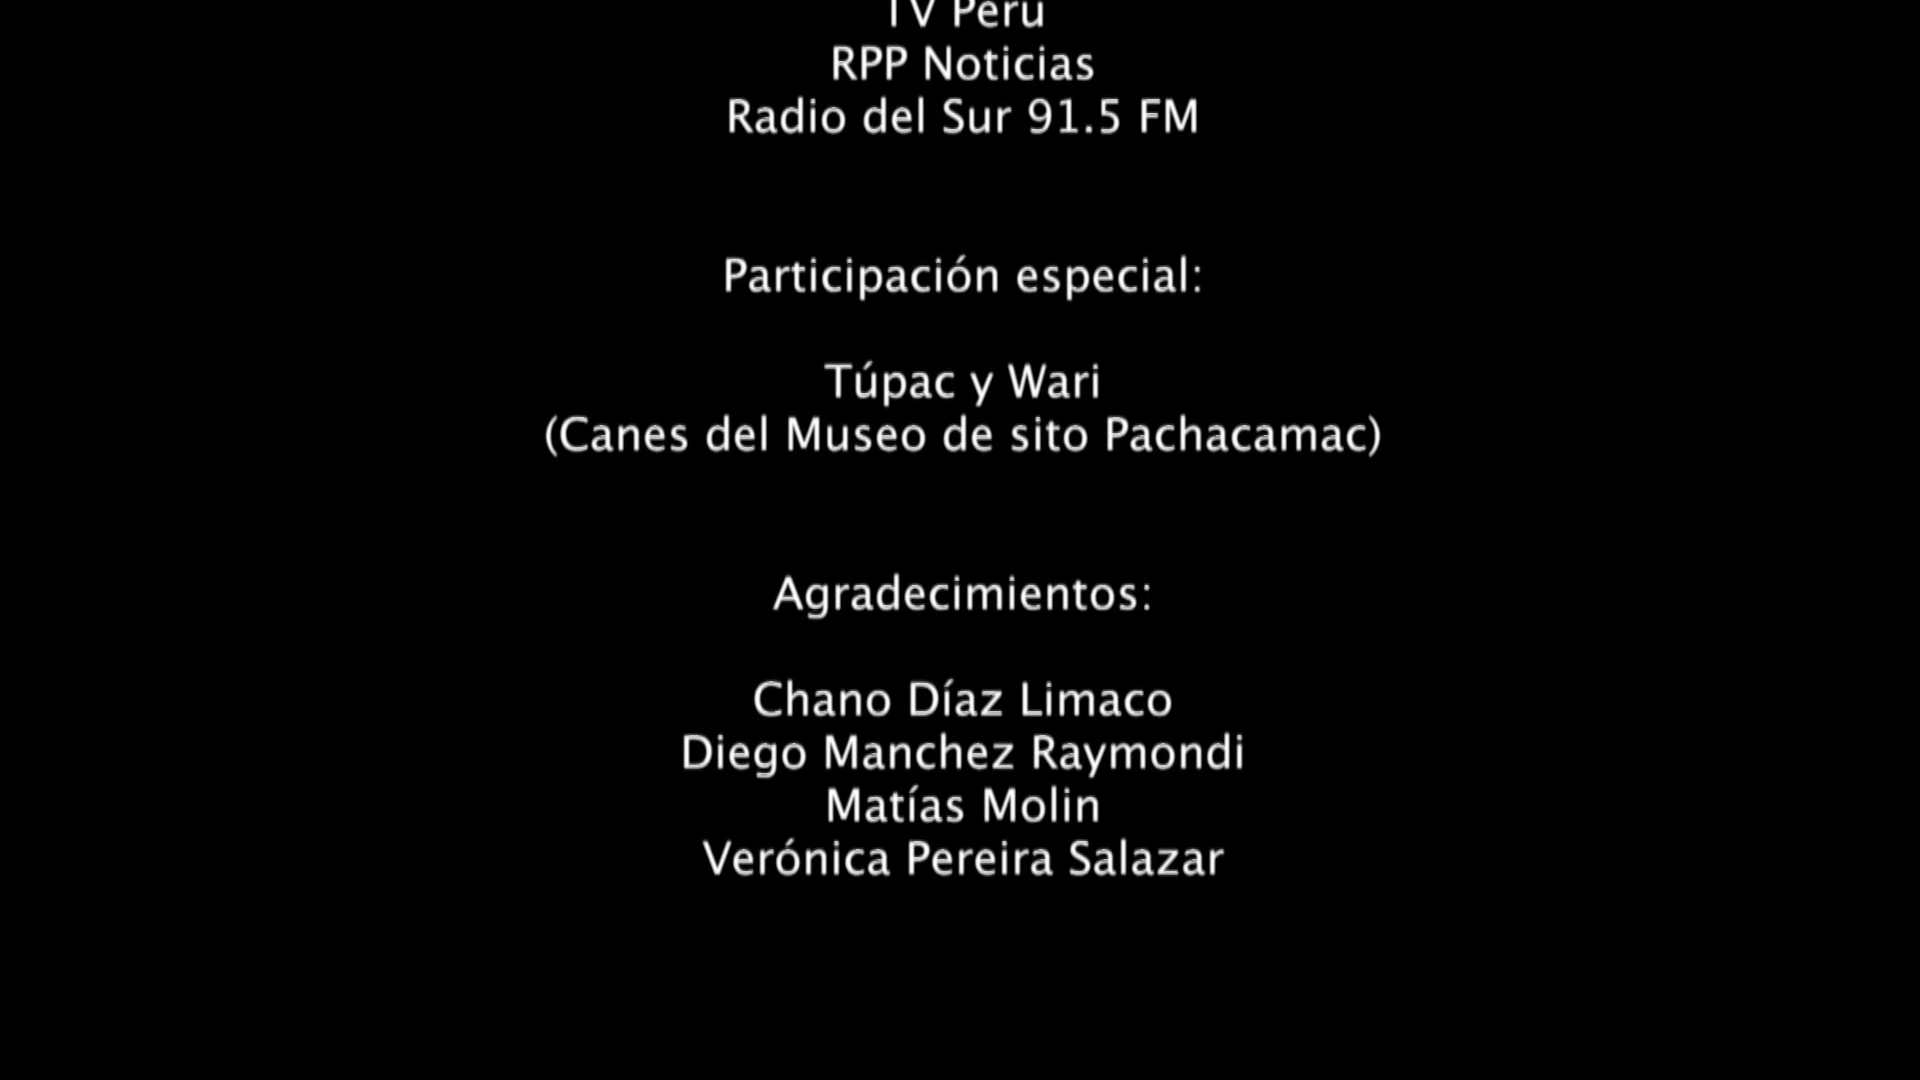 TV Perú
RPP Noticias
Radio del Sur 91.5 FM
Participación especial:
Túpac y Wari
(Canes del Museo de sito Pachacamac)
Agradecimientos:
Chano Díaz Limaco
Diego Manchez Raymondi
Matías Molin
Verónica Pereira Salazar